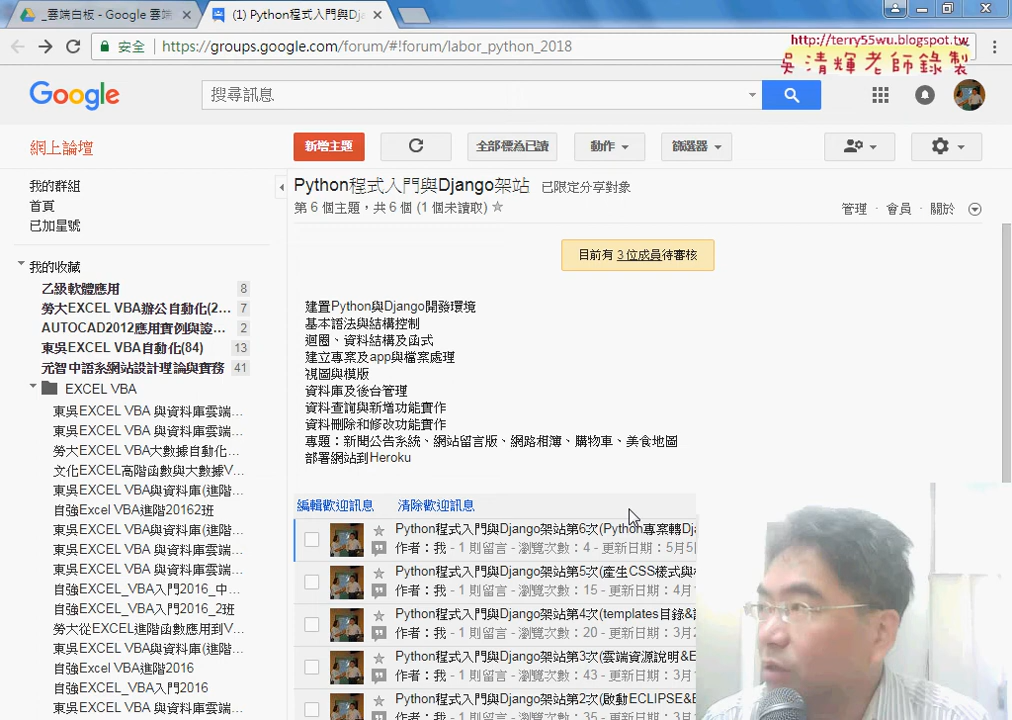 _雲端白板 - Google 雲端
(1) Python程式入門與Dj
安全 https://groups.google.com/forum/#!forum/labor_python_2018
http://terry55wu.blogspot.tw
吳清輝老師錄製
Google
搜尋訊息
網上論壇
新增主題
全部標為已讀
動作
篩選器
我的群組
首頁
已加星號
我的收藏
乙級軟體應用 8
勞大EXCEL VBA辦公自動化(2... 7
AUTOCAD2012應用實例與證... 2
東吳EXCEL VBA自動化(84) 13
元智中語系網站設計理論與實務 41
EXCEL VBA
東吳EXCEL VBA 與資料庫雲端...
東吳EXCEL VBA 與資料庫雲端...
勞大EXCEL VBA大數據自動化...
文化EXCEL高階函數與大數據V...
東吳EXCEL VBA與資料庫(進階...
自強Excel VBA進階20162班
東吳EXCEL VBA與資料庫(進階...
東吳EXCEL VBA 與資料庫雲端...
東吳EXCEL VBA與資料庫(進階...
自強EXCEL_VBA入門2016_中...
自強EXCEL_VBA入門2016_2班
勞大從EXCEL進階函數應用到V...
東吳EXCEL VBA與資料庫(進階...
自強Excel VBA進階2016
自強EXCEL_VBA入門2016
東吳EXCEL VBA 與資料庫雲端...
Python程式入門與Django架站 已限定分享對象
第 6 個主題，共 6 個 (1 個未讀取)
管理 · 會員 · 關於
目前有 3 位成員待審核
建置Python與Django開發環境
基本語法與結構控制
迴圈、資料結構及函式
建立專案及app與檔案處理
視圖與模版
資料庫及後台管理
資料查詢與新增功能實作
資料刪除和修改功能實作
專題：新聞公告系統、網站留言版、網路相簿、購物車、美食地圖
部署網站到Heroku
編輯歡迎訊息 清除歡迎訊息
Python程式入門與Django架站第6次(Python專案轉Dj
作者：我 - 1 則留言 - 瀏覽次數：4 - 更新日期：5月5
Python程式入門與Django架站第5次(產生CSS樣式與
作者：我 - 1 則留言 - 瀏覽次數：15 - 更新日期：4月
Python程式入門與Django架站第4次(templates目錄&
作者：我 - 1 則留言 - 瀏覽次數：20 - 更新日期：3月
Python程式入門與Django架站第3次(雲端資源說明&E
作者：我 - 1 則留言 - 瀏覽次數：43 - 更新日期：3月
Python程式入門與Django架站第2次(啟動ECLIPSE&E
作者：我 - 1 則留言 - 瀏覽次數：35 - 更新日期：3月